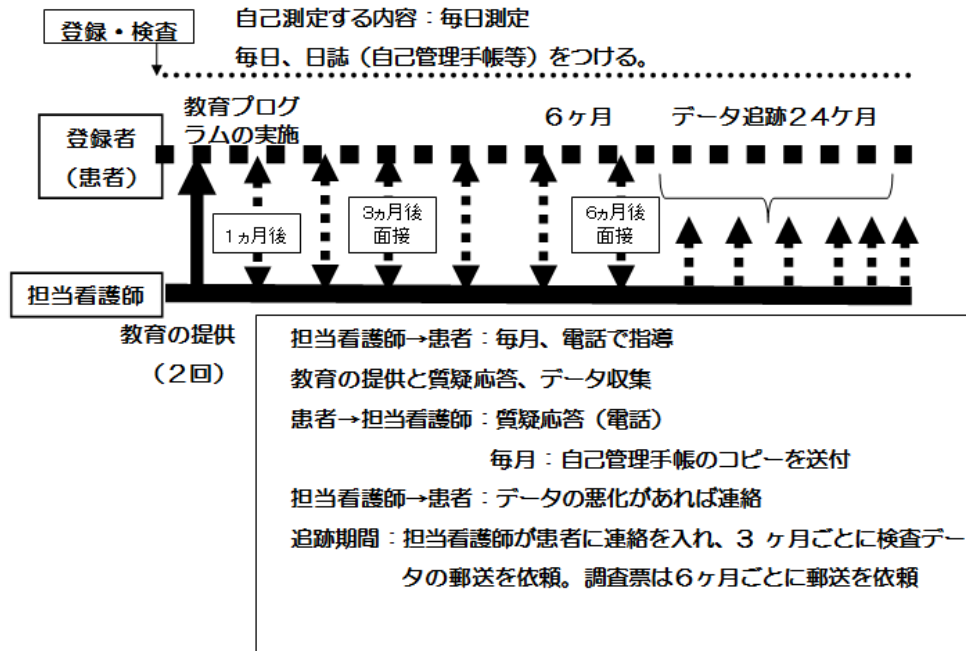 登録・検査
自己測定する内容：毎日測定
毎日、日誌（自己管理手帳等）をつける。
教育プログ
ラムの実施
6ヶ月
データ追跡24ケ月
登録者
（患者）
1ヵ月後
3ヵ月後
面接
6ヵ月後
面接
担当看護師
教育の提供
（2回）
担当看護師→患者：毎月、電話で指導
教育の提供と質疑応答、データ収集
患者→担当看護師：質疑応答（電話）
毎月：自己管理手帳のコピーを送付
担当看護師→患者：データの悪化があれば連絡
追跡期間：担当看護師が患者に連絡を入れ、3 ヶ月ごとに検査デー
タの郵送を依頼。調査票は6ヶ月ごとに郵送を依頼